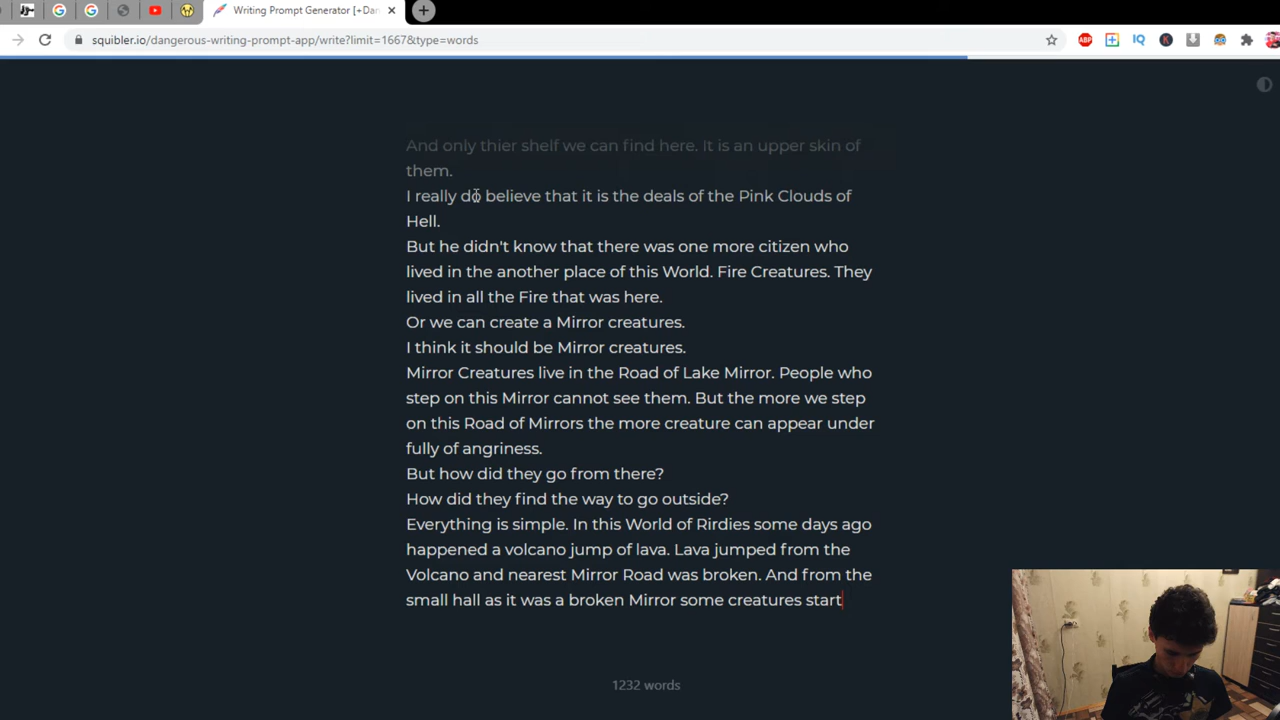 Writing Prompt Generator [+Dan
squibler.io/dangerous-writing-prompt-app/write?limit=1667&type=words
ABP
IQ
K
And only thier shelf we can find here. It is an upper skin of
them.
I really do believe that it is the deals of the Pink Clouds of
Hell.
But he didn't know that there was one more citizen who
lived in the another place of this World. Fire Creatures. They
lived in all the Fire that was here.
Or we can create a Mirror creatures.
I think it should be Mirror creatures.
Mirror Creatures live in the Road of Lake Mirror. People who
step on this Mirror cannot see them. But the more we step
on this Road of Mirrors the more creature can appear under
fully of angriness.
But how did they go from there?
How did they find the way to go outside?
Everything is simple. In this World of Rirdies some days ago
happened a volcano jump of lava. Lava jumped from the
Volcano and nearest Mirror Road was broken. And from the
small hall as it was a broken Mirror some creatures start
1232 words